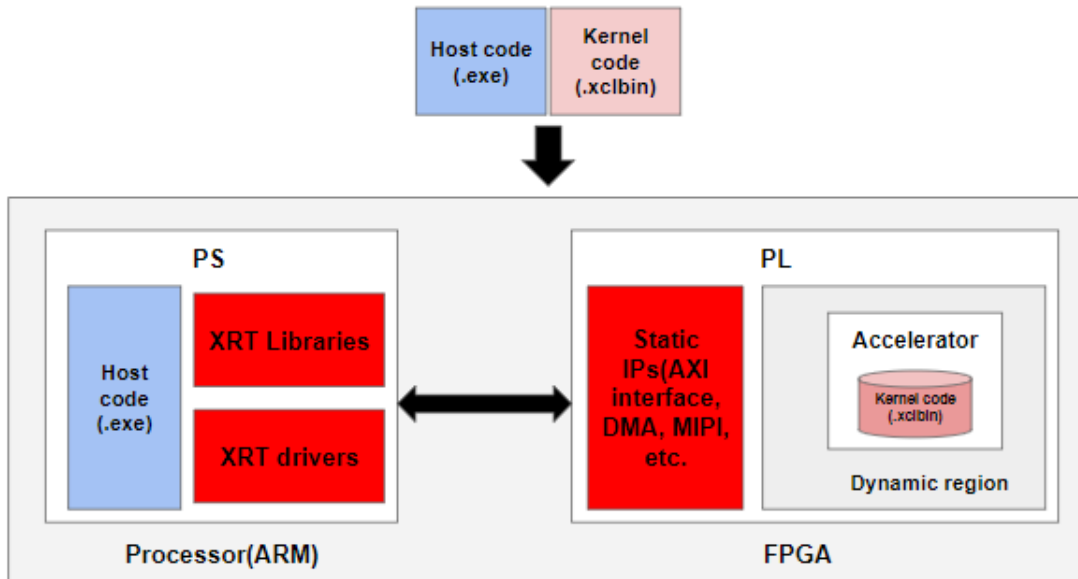 Host code
(.exe)
Kernel
code
(.xclbin)
PS
Host
code
(.exe)
XRT Libraries
XRT drivers
Processor(ARM)
PL
Static
IPs(AXI
interface,
DMA, MIPI,
etc.
Accelerator
Kernel code
(.xclbin)
Dynamic region
FPGA